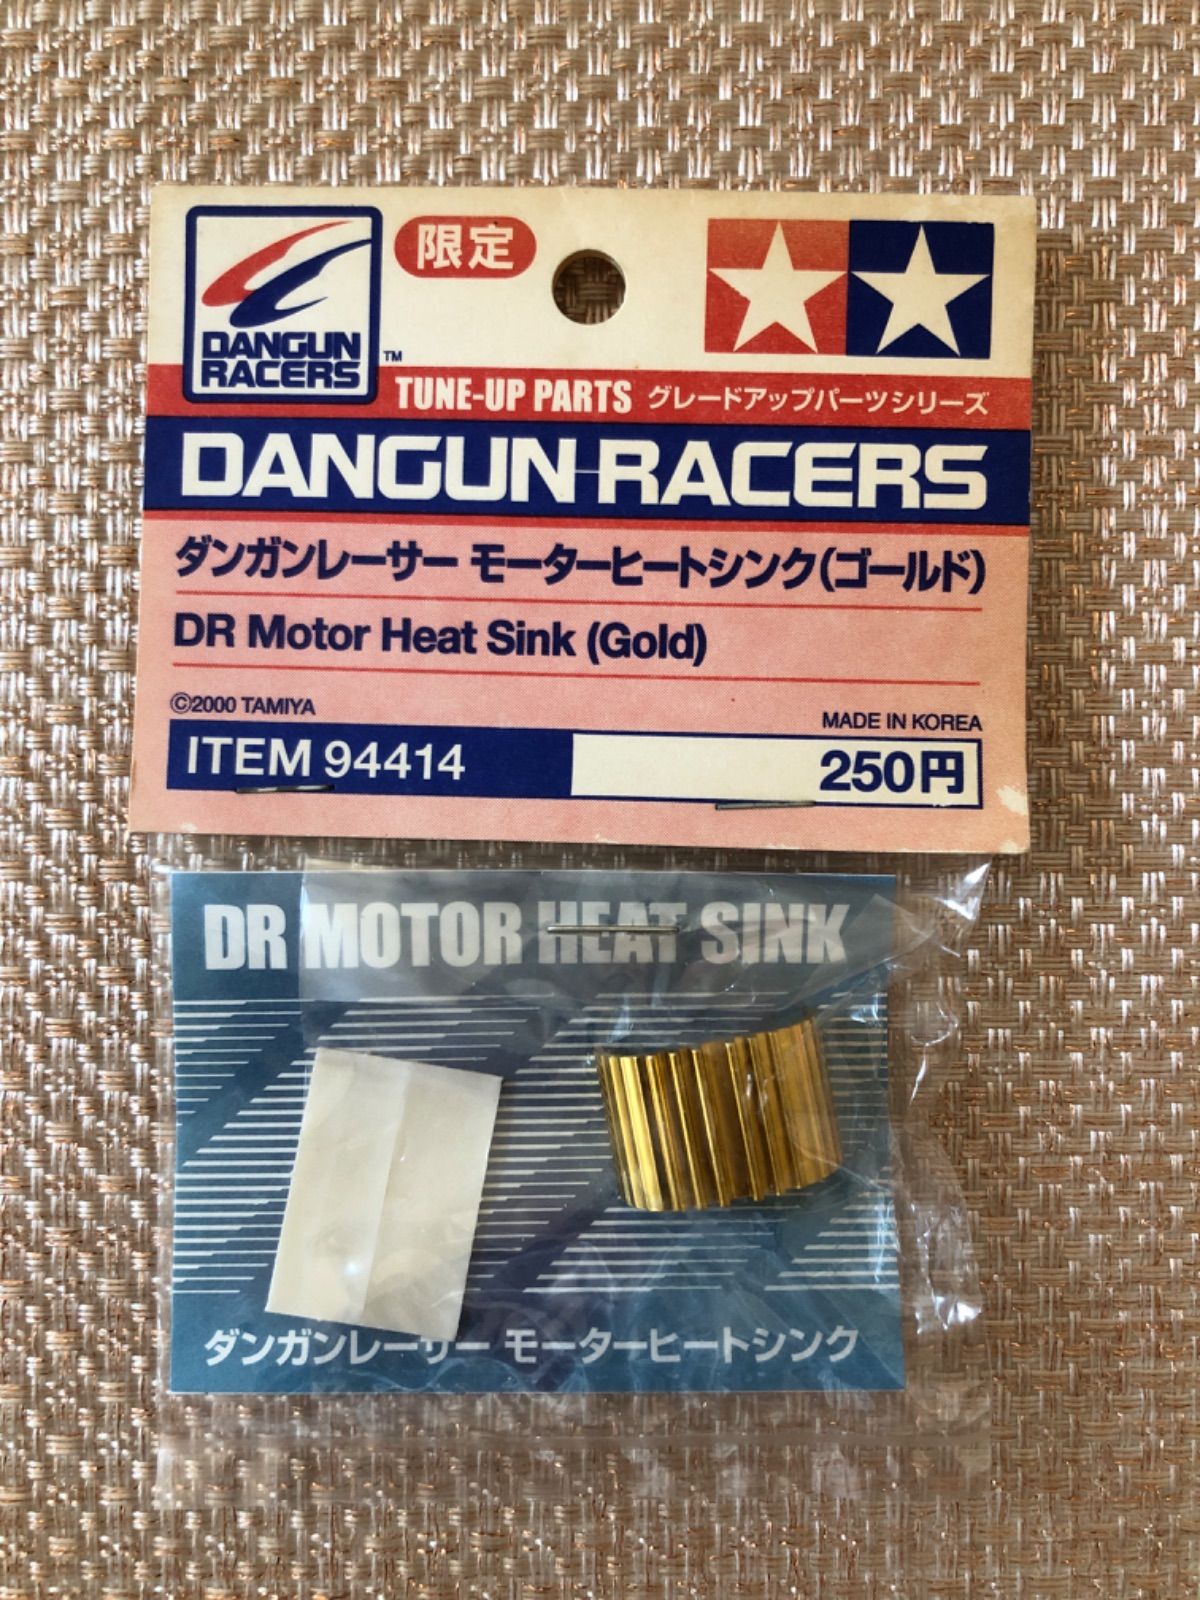 限定
DANGUN
RACERS
TM
TUNE-UP PARTS グレードアップパーツシリーズ
DANGUN RACERS
ダンガンレーサー モーターヒートシンク(ゴールド)
DR Motor Heat Sink (Gold)
©2000 TAMIYA
MADE IN KOREA
ITEM 94414
250円
DR MOTOR HEAT SINK
ダンガンレーサー モーターヒートシンク